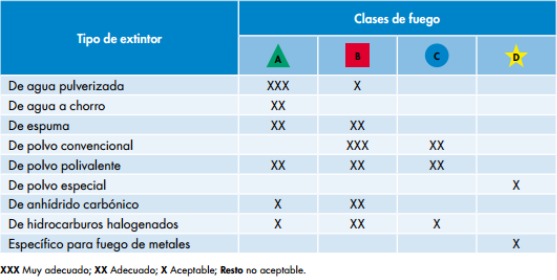 Tipo de extintor
Clases de fuego
A B C D
De agua pulverizada XXX X
De agua a chorro XX
De espuma XX XX
De polvo convencional XXX XX
De polvo polivalente XX XX XX
De polvo especial X
De anhídrido carbónico X XX
De hidrocarburos halogenados X XX X
Específico para fuego de metales X
XXX Muy adecuado; XX Adecuado; X Aceptable; Resto no aceptable.